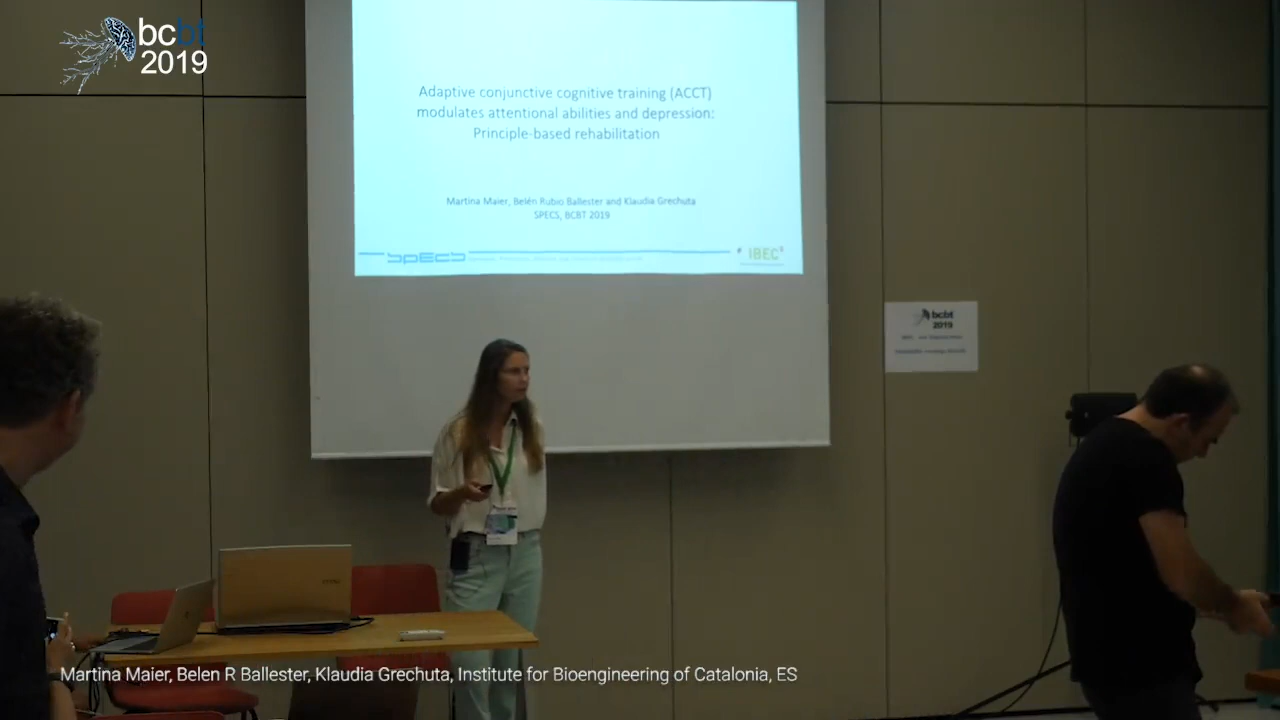 bcbt
2019
Adaptive conjunctive cognitive training (ACCT)
modulates attentional abilities and depression:
Principle-based rehabilitation
Martina Maier, Belén Rubio Ballester and Klaudia Grechuta
SPECS, BCBT 2019
specs
IBEC
bcbt
2019
Martina Maier, Belen R Ballester, Klaudia Grechuta, Institute for Bioengineering of Catalonia, ES